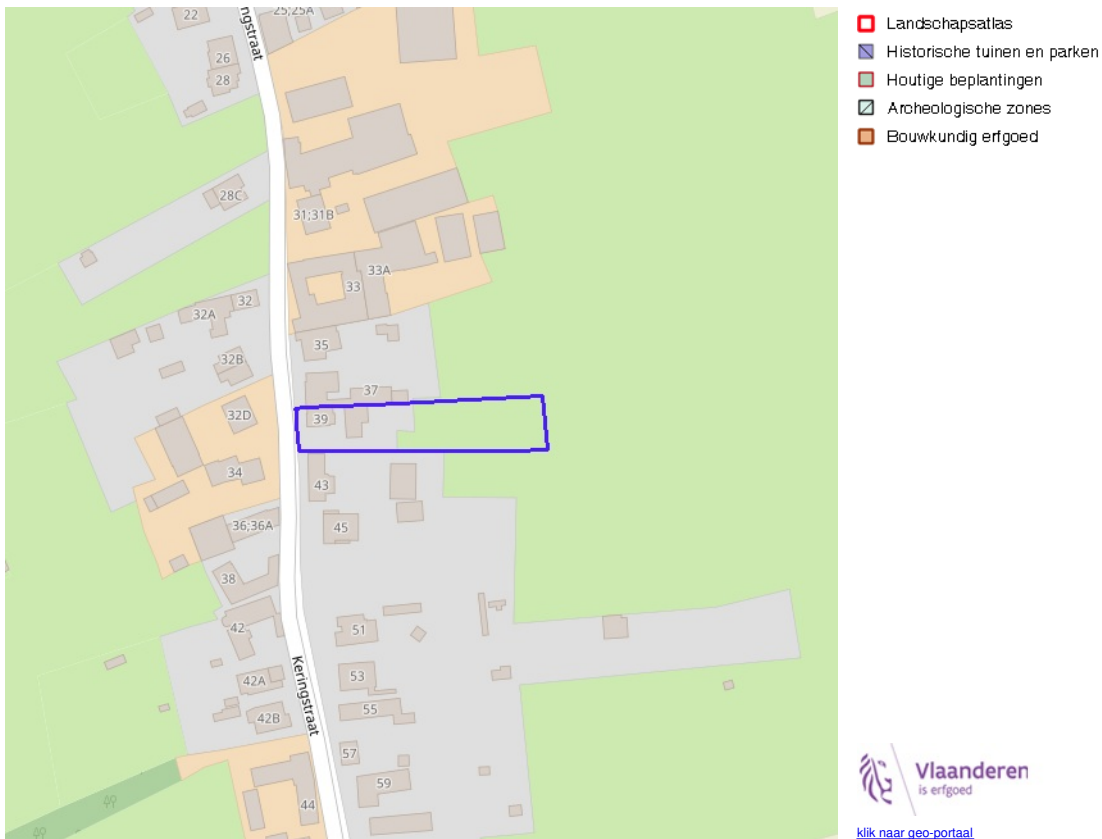 22
25;25A
ngstraat
26
28
28C
31;31B
33A
33
32
32A
35
32B
37
39
32D
34
43
45
36;36A
38
42
51
Keringstraat
42A
53
42B
55
57
59
44
Landschapsatlas
Historische tuinen en parken
Houtige beplantingen
Archeologische zones
Bouwkundig erfgoed
Vlaanderen
is erfgoed
klik naar geo-portaal